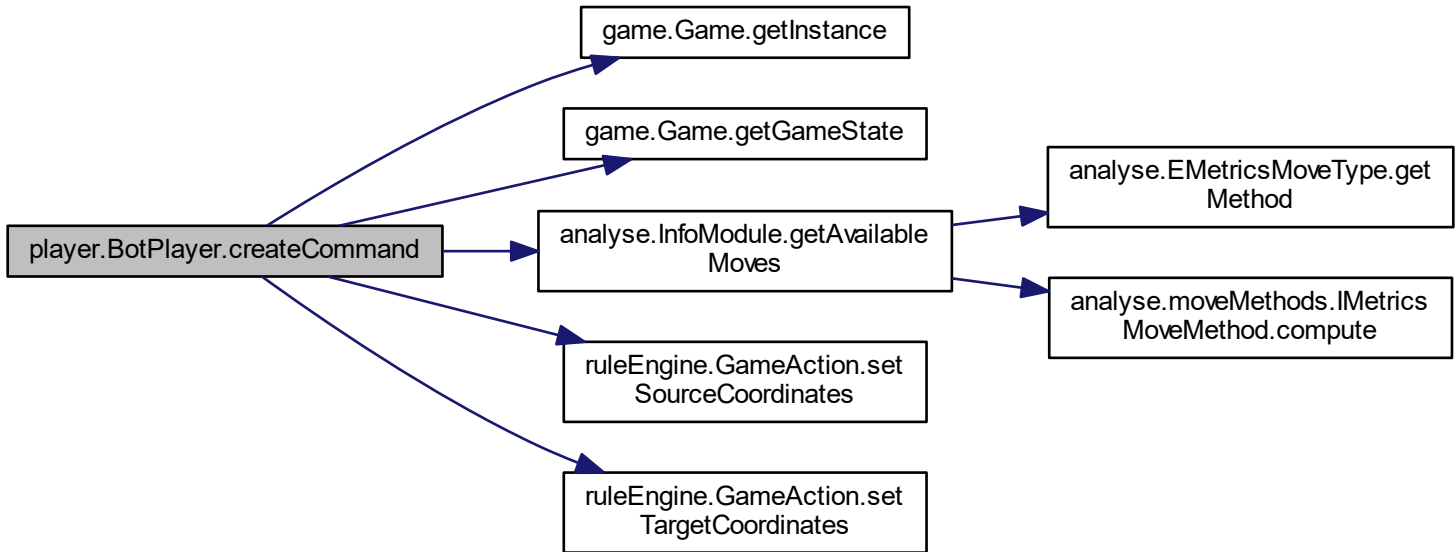 game.Game.getInstance
game.Game.getGameState
analyse.EMetricsMoveType.get
Method
player.BotPlayer.createCommand
analyse.InfoModule.getAvailable
Moves
analyse.moveMethods.IMetrics
MoveMethod.compute
ruleEngine.GameAction.set
SourceCoordinates
ruleEngine.GameAction.set
TargetCoordinates